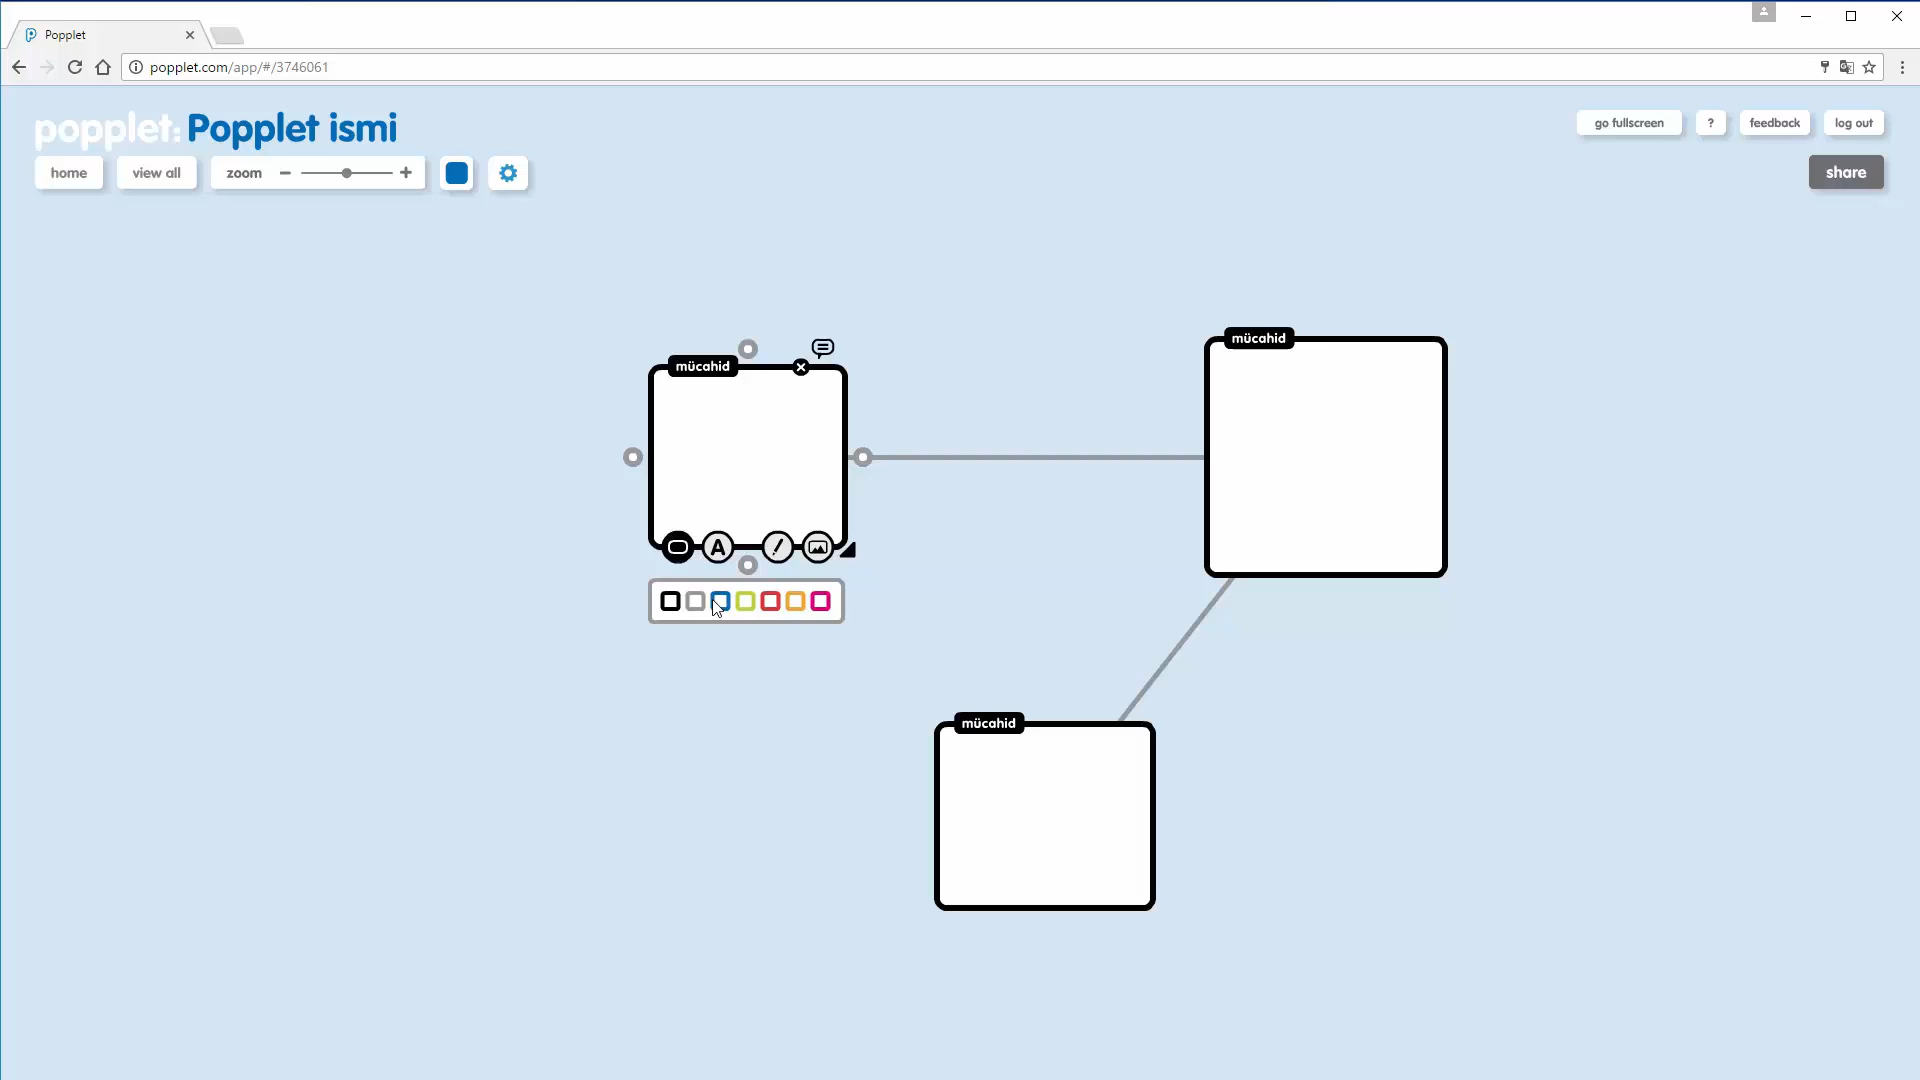 Popplet
popplet.com/app/#/3746061
popplet: Popplet ismi
go fullscreen
?
feedback
log out
home
view all
zoom
share
mücahid
mücahid
A
mücahid